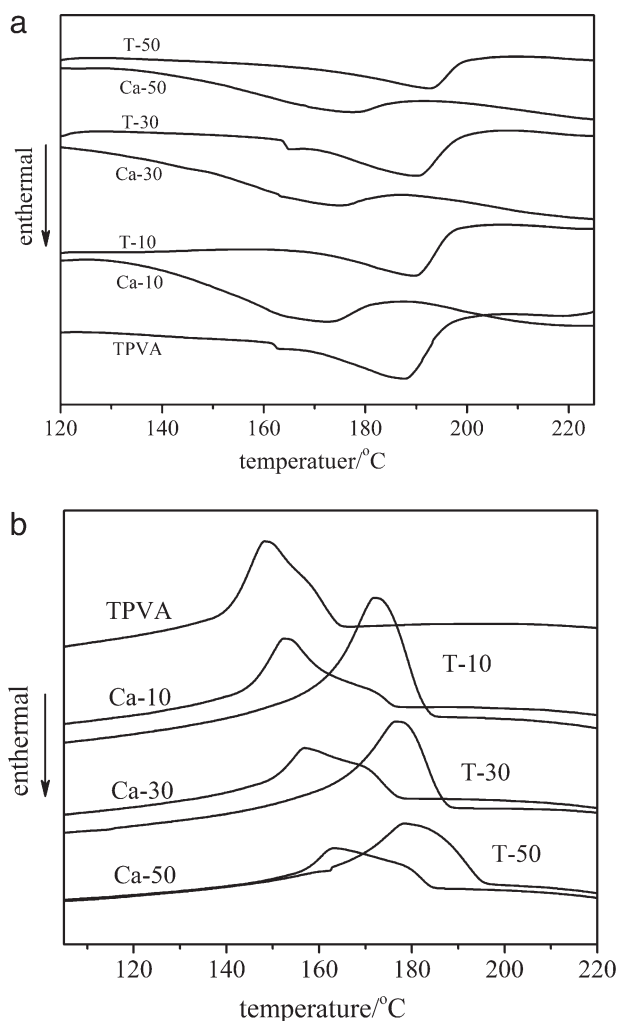 a
T-50
Ca-50
T-30
Ca-30
T-10
Ca-10
TPVA
enthermal
120 140 160 180 200 220
temperatuer/°C
b
TPVA
T-10
Ca-10
T-30
Ca-30
T-50
Ca-50
enthermal
120 140 160 180 200 220
temperature/°C